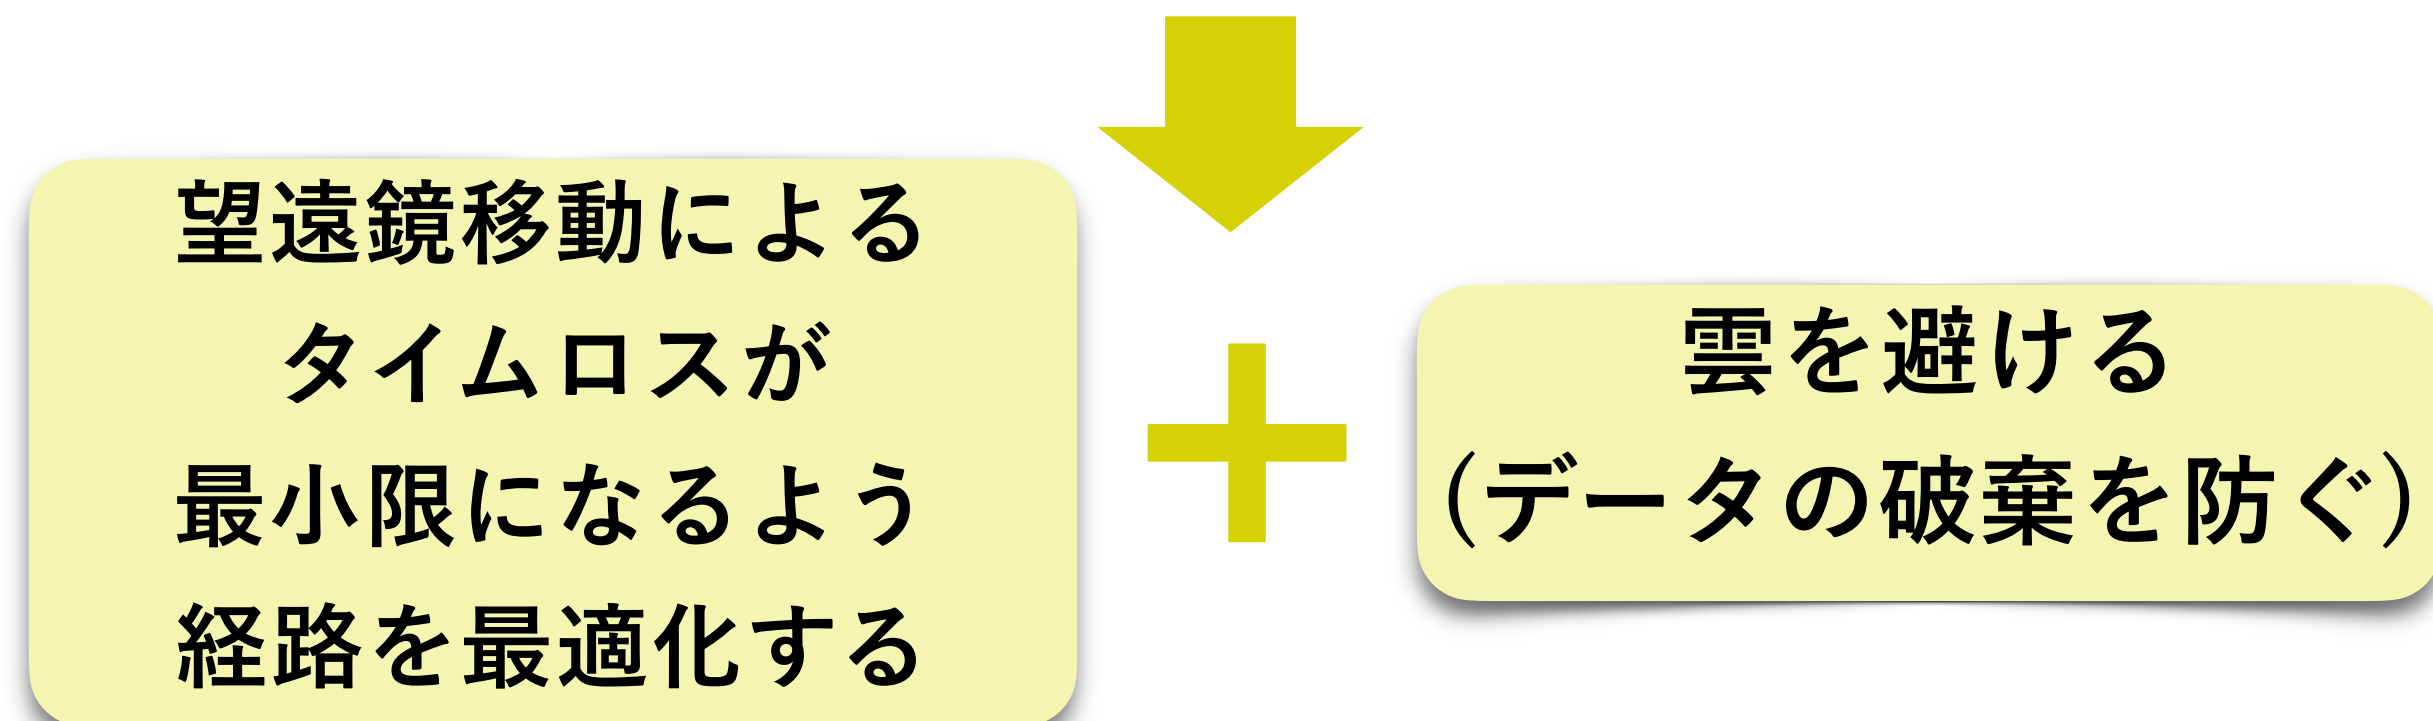 望遠鏡移動による
タイムロスが
最小限になるよう
経路を最適化する
雲を避ける
（データの破棄を防ぐ）